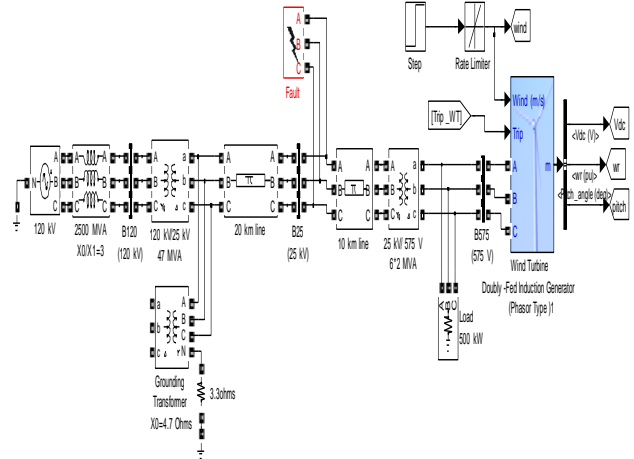 A
B
C
Fault
Step
Rate Limiter
wind
[Trip_WT]
Wind (m/s)
Trip
A
B
C
m
<Vdc (V)>
<wr (pu)>
<Pitch_angle (deg)>
Vdc
wr
pitch
Wind Turbine
Doubly -Fed Induction Generator
(Phasor Type )1
N
A
B
C
120 kV
A
B
C
A
B
C
2500 MVA
X0/X1=3
A
B
C
a
b
c
B120
(120 kV)
A
B
C
a
b
c
120 kV/25 kV
47 MVA
A
B
C
A
B
C
20 km line
A
B
C
a
b
c
B25
(25 kV)
A
B
C
A
B
C
10 km line
A
B
C
a
b
c
25 kV/ 575 V
6*2 MVA
B575
(575 V)
A
B
C
Load
500 kW
a
b
c
A
B
C
N
Grounding
Transformer
X0=4.7 Ohms
3.3ohms